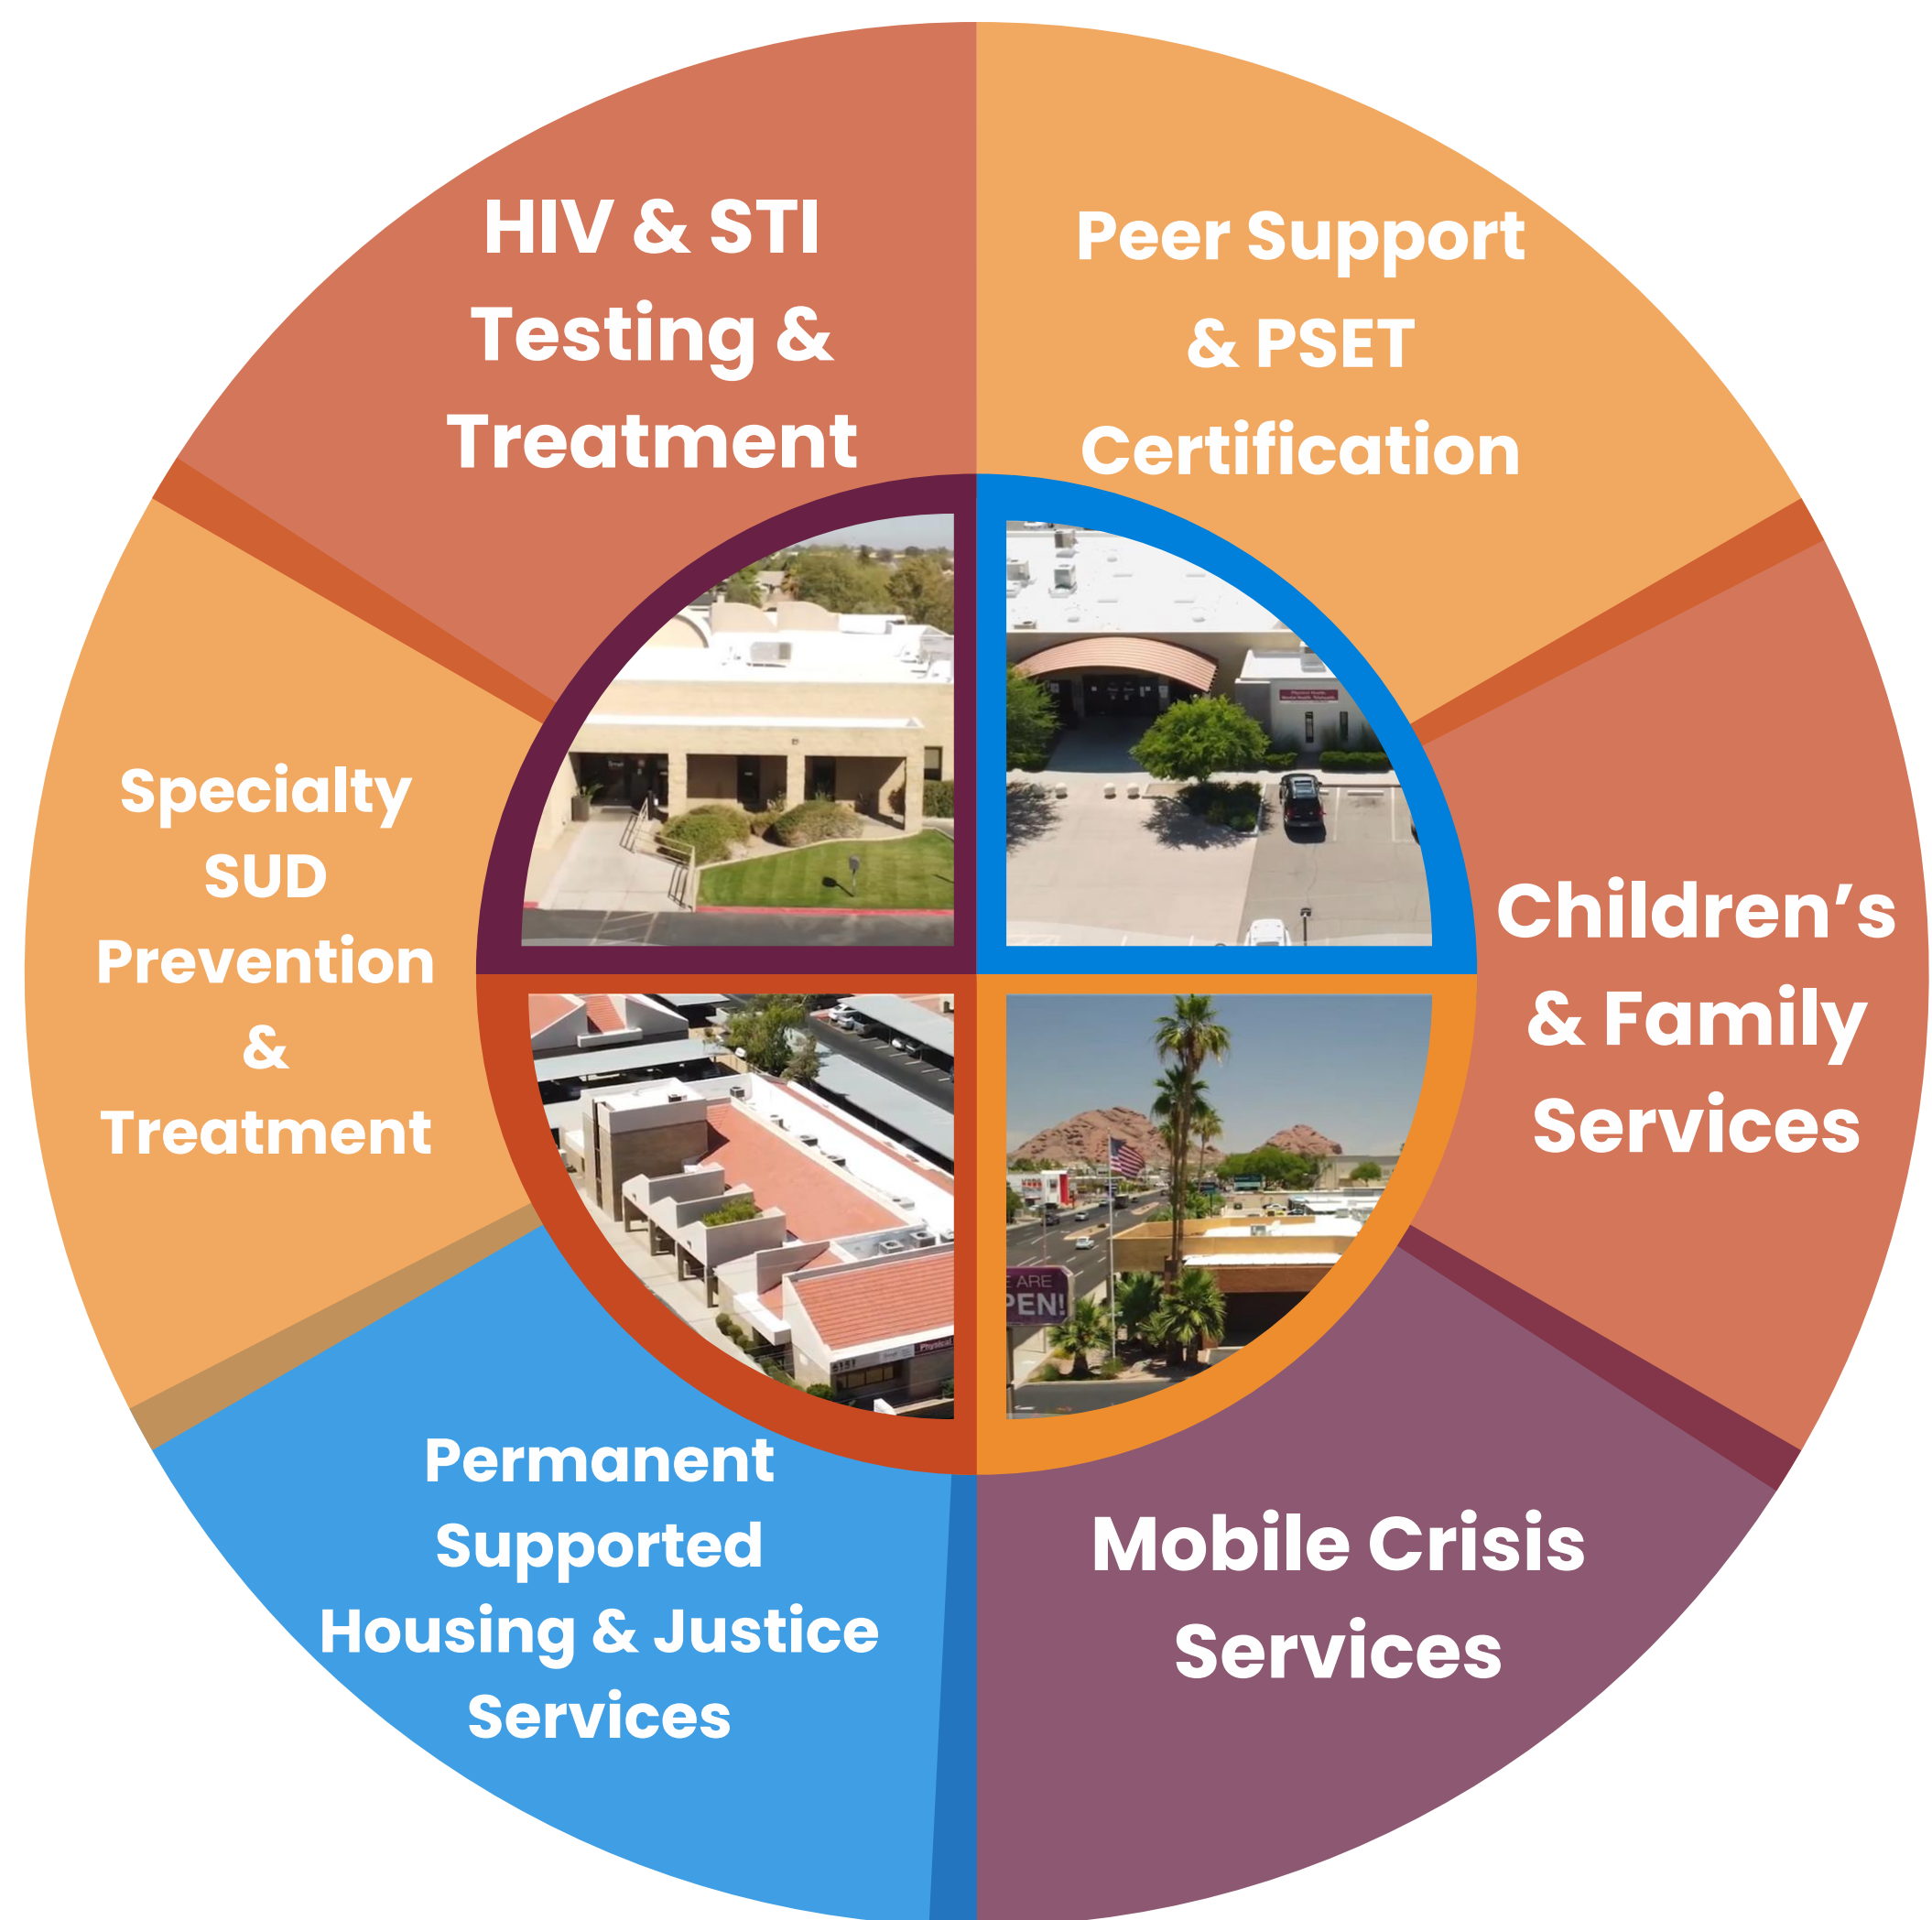 HIV & STI
Testing &
Treatment
Peer Support
& PSET
Certification
Children’s
& Family
Services
Mobile Crisis
Services
Permanent
Supported
Housing & Justice
Services
Specialty
SUD
Prevention
&
Treatment
ARE
PEN!